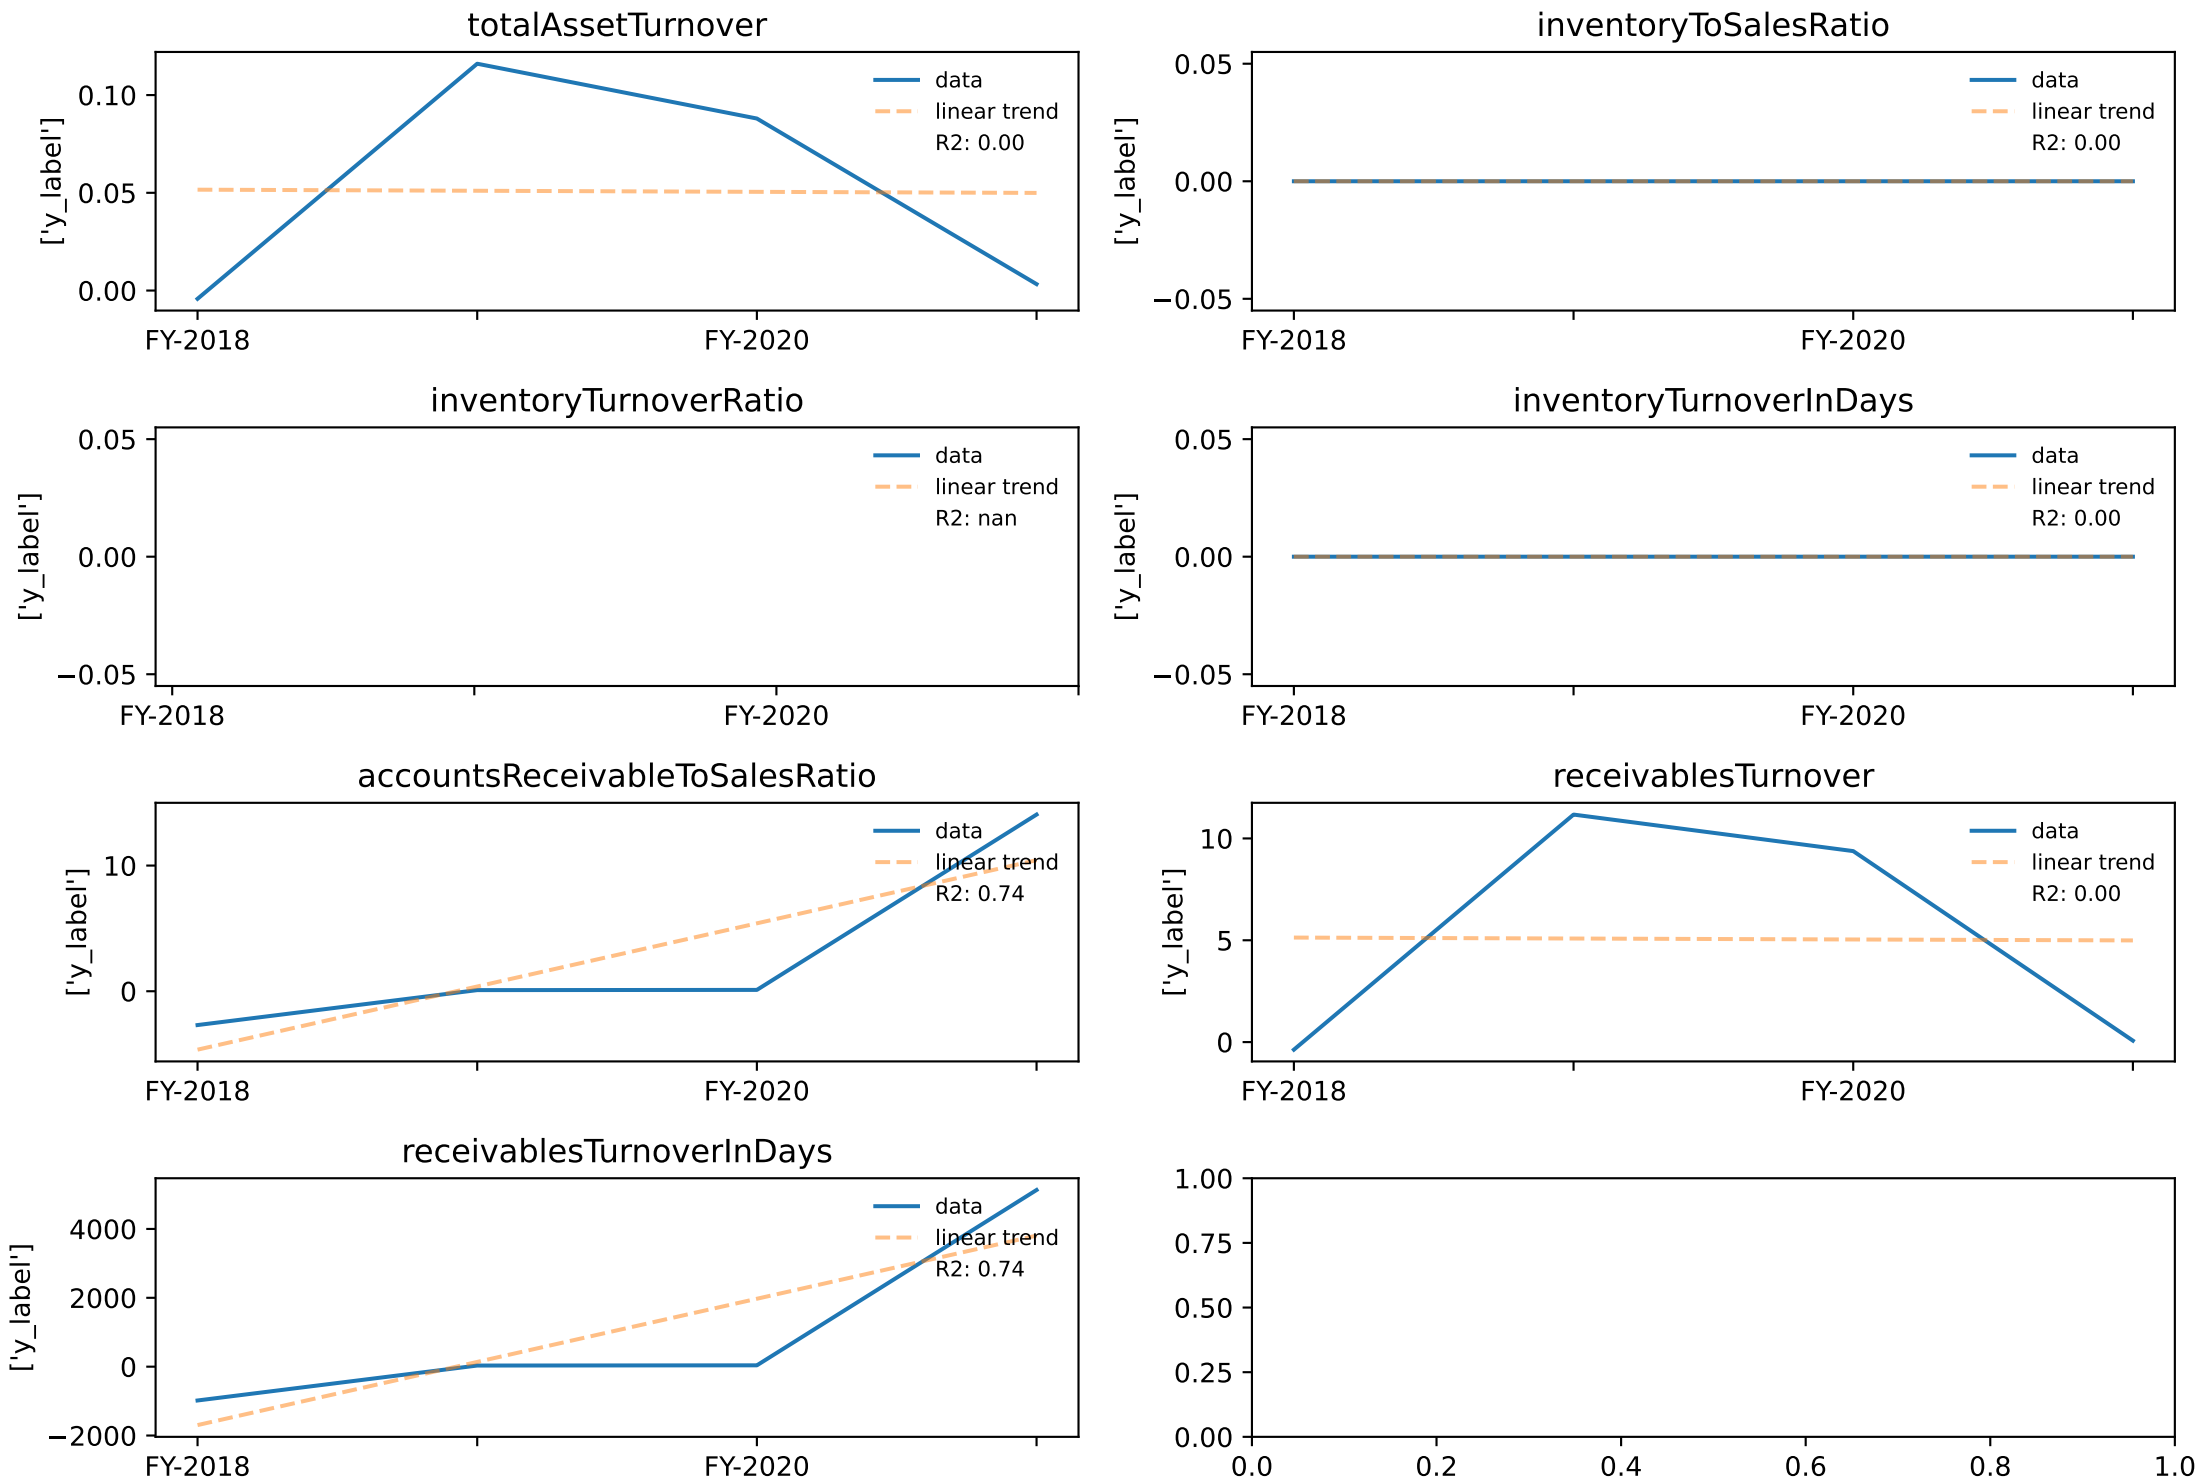 totalAssetTurnover
['y_label']
0.10
0.05
0.00
data
linear trend
R2: 0.00
FY-2018
FY-2020
inventoryToSalesRatio
['y_label']
0.05
0.00
−0.05
data
linear trend
R2: 0.00
FY-2018
FY-2020
inventoryTurnoverRatio
['y_label']
0.05
0.00
−0.05
data
linear trend
R2: nan
FY-2018
FY-2020
inventoryTurnoverInDays
['y_label']
0.05
0.00
−0.05
data
linear trend
R2: 0.00
FY-2018
FY-2020
accountsReceivableToSalesRatio
['y_label']
10
0
data
linear trend
R2: 0.74
FY-2018
FY-2020
receivablesTurnover
['y_label']
10
5
0
data
linear trend
R2: 0.00
FY-2018
FY-2020
receivablesTurnoverInDays
['y_label']
4000
2000
0
−2000
data
linear trend
R2: 0.74
FY-2018
FY-2020
1.00
0.75
0.50
0.25
0.00
0.0 0.2 0.4 0.6 0.8 1.0